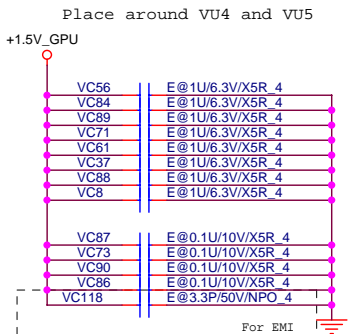 Place around VU4 and VU5
+1.5V_GPU
VC56 E@1U/6.3V/X5R_4
VC84 E@1U/6.3V/X5R_4
VC89 E@1U/6.3V/X5R_4
VC71 E@1U/6.3V/X5R_4
VC61 E@1U/6.3V/X5R_4
VC37 E@1U/6.3V/X5R_4
VC88 E@1U/6.3V/X5R_4
VC8 E@1U/6.3V/X5R_4
VC87 E@0.1U/10V/X5R_4
VC73 E@0.1U/10V/X5R_4
VC90 E@0.1U/10V/X5R_4
VC86 E@0.1U/10V/X5R_4
VC118 E@3.3P/50V/NPO_4
For EMI